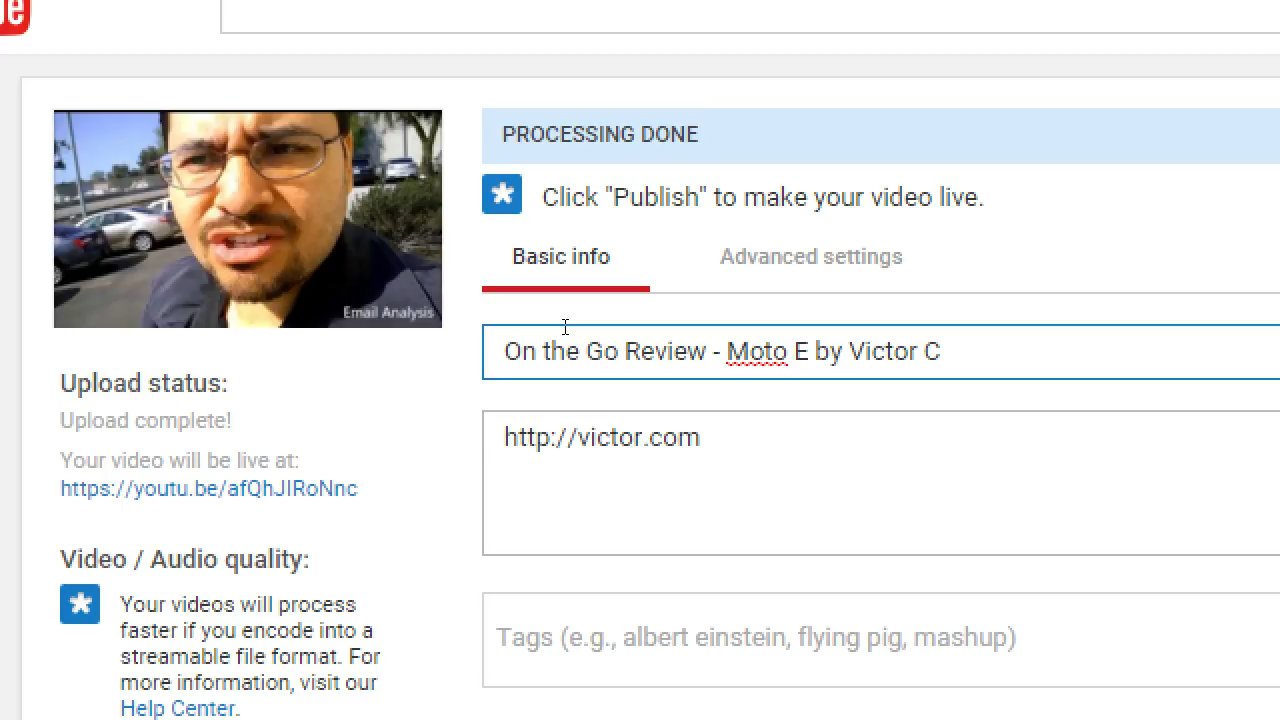 PROCESSING DONE
Click "Publish" to make your video live.
Basic info
Advanced settings
On the Go Review - Moto E by Victor C
http://victor.com
Tags (e.g., albert einstein, flying pig, mashup)
Email Analysis
Upload status:
Upload complete!
Your video will be live at:
https://youtu.be/afQhJIRoNnc
Video / Audio quality:
Your videos will process
faster if you encode into a
streamable file format. For
more information, visit our
Help Center.